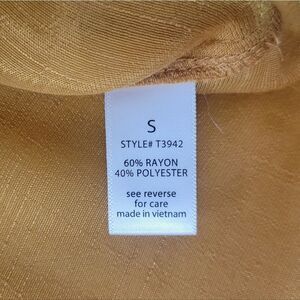 S
STYLE# T3942
60% RAYON
40% POLYESTER
see reverse
for care
made in vietnam